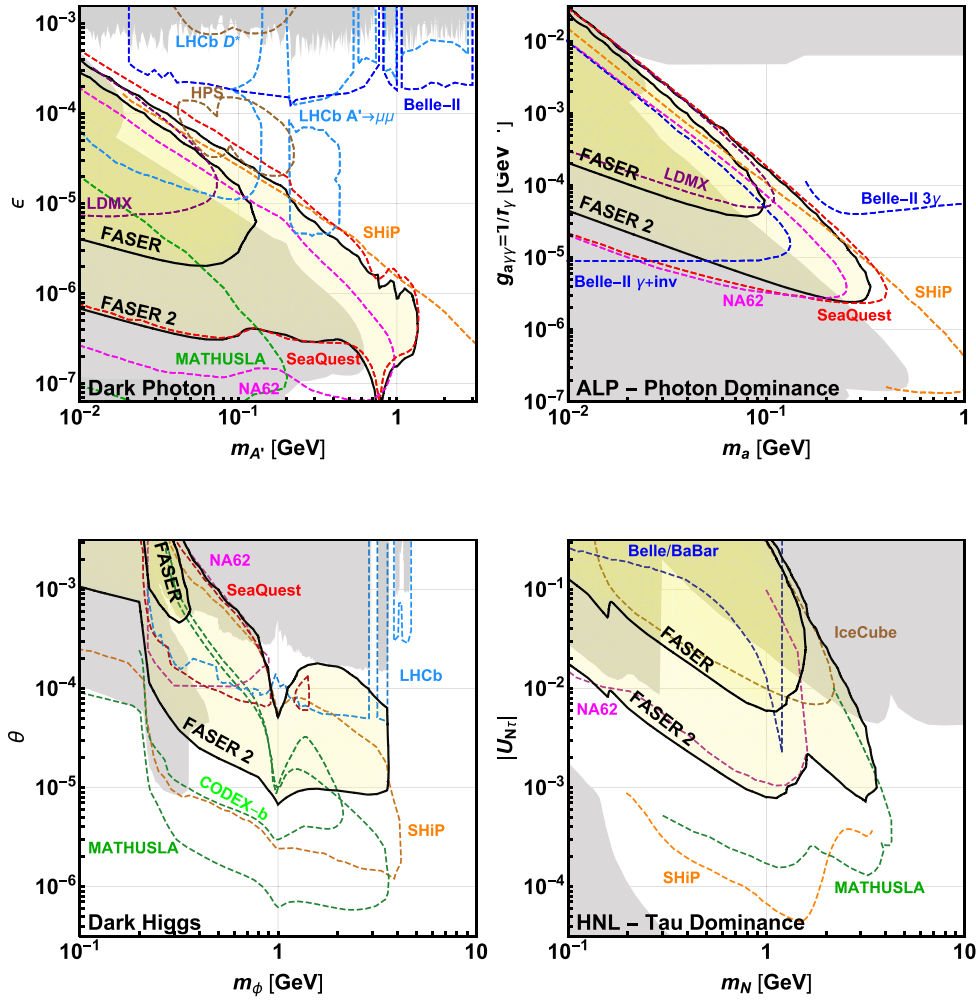 10⁻³
LHCb D*
HPS
Belle-II
10⁻⁴
LHCb A'→μμ
ϵ
10⁻⁵
LDMX
FASER
SHiP
10⁻⁶
FASER 2
MATHUSLA
SeaQuest
10⁻⁷
Dark Photon
NA62
10⁻² 10⁻¹ 1
m_A' [GeV]
10⁻²
10⁻³
g_aγγ=1/f_γ [GeV
10⁻⁴
FASER
LDMX
Belle-II 3γ
FASER 2
10⁻⁵
Belle-II γ+inv
NA62
SHiP
SeaQuest
10⁻⁶
10⁻⁷
ALP – Photon Dominance
10⁻² 10⁻¹ 1
m_a [GeV]
FASER
NA62
SeaQuest
10⁻³
θ
10⁻⁴
LHCb
FASER 2
10⁻⁵
CODEX-b
MATHUSLA
SHiP
10⁻⁶
Dark Higgs
10⁻¹ 1 10
m_ϕ [GeV]
Belle/BaBar
10⁻¹
IceCube
FASER
|U_Nτ|
10⁻²
NA62
FASER 2
10⁻³
SHiP
MATHUSLA
10⁻⁴
HNL – Tau Dominance
10⁻¹ 1 10
m_N [GeV]